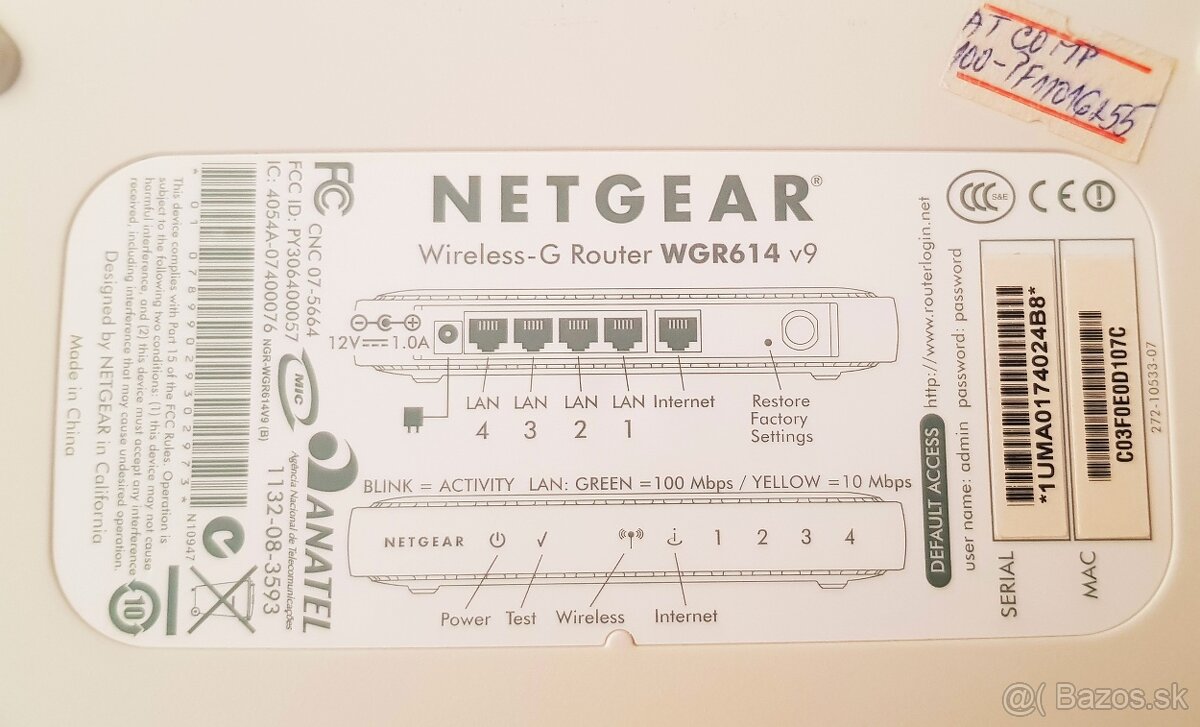 AT COMP
100-7F11016255
NETGEAR®
Wireless-G Router WGR614 v9
12V 1.0A
LAN LAN LAN LAN Internet
4 3 2 1
Restore
Factory
Settings
BLINK = ACTIVITY LAN: GREEN =100 Mbps / YELLOW =10 Mbps
NETGEAR 1 2 3 4
Power Test Wireless Internet
S&E
CE
DEFAULT ACCESS http://www.routerlogin.net
user name: admin password: password
SERIAL
*1UMA0174024B8*
MAC
C03F0E0D107C
272-10533-07
FC
CNC 07-5664
FCC ID: PY306400057
IC: 4054A-07400076
NGR-WGR614V9 (B)
MIC
ANATEL
Agência Nacional de Telecomunicações
1132-08-3593
N10947
10
This device complies with Part 15 of the FCC Rules. Operation is
subject to the following two conditions: (1) this device may not cause
harmful interference, and (2) this device must accept any interference
received, including interference that may cause undesired operation.
Designed by NETGEAR in California
Made in China
@( Bazos.sk